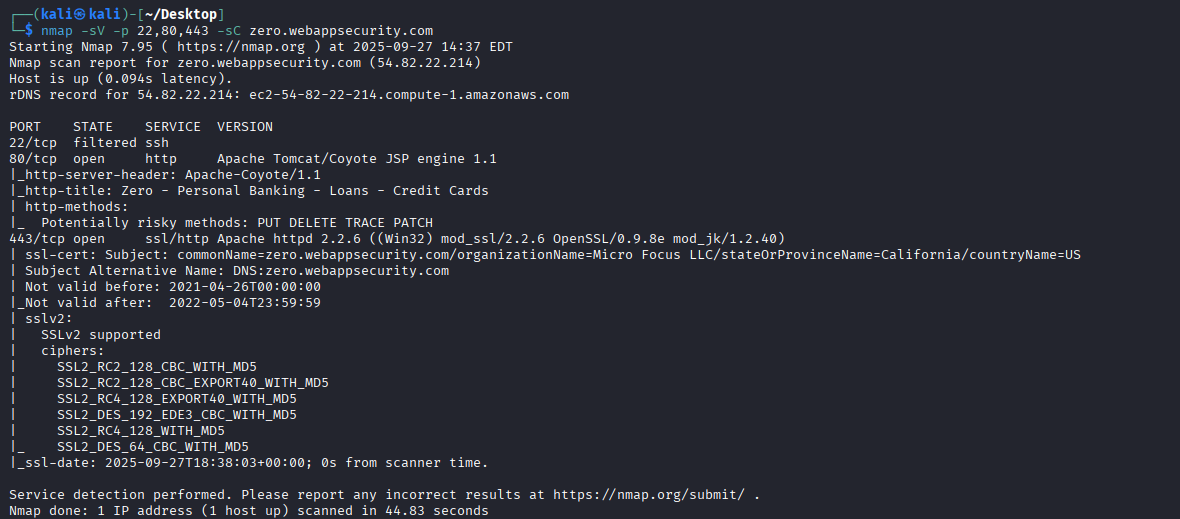 ┌──(kali㉿kali)-[~/Desktop]
└─$ nmap -sV -p 22,80,443 -sC zero.webappsecurity.com
Starting Nmap 7.95 ( https://nmap.org ) at 2025-09-27 14:37 EDT
Nmap scan report for zero.webappsecurity.com (54.82.22.214)
Host is up (0.094s latency).
rDNS record for 54.82.22.214: ec2-54-82-22-214.compute-1.amazonaws.com

PORT    STATE    SERVICE  VERSION
22/tcp  filtered ssh
80/tcp  open     http     Apache Tomcat/Coyote JSP engine 1.1
|_http-server-header: Apache-Coyote/1.1
|_http-title: Zero - Personal Banking - Loans - Credit Cards
| http-methods:
|_  Potentially risky methods: PUT DELETE TRACE PATCH
443/tcp open     ssl/http Apache httpd 2.2.6 ((Win32) mod_ssl/2.2.6 OpenSSL/0.9.8e mod_jk/1.2.40)
| ssl-cert: Subject: commonName=zero.webappsecurity.com/organizationName=Micro Focus LLC/stateOrProvinceName=California/countryName=US
| Subject Alternative Name: DNS:zero.webappsecurity.com
| Not valid before: 2021-04-26T00:00:00
|_Not valid after:  2022-05-04T23:59:59
| sslv2:
|   SSLv2 supported
|   ciphers:
|     SSL2_RC2_128_CBC_WITH_MD5
|     SSL2_RC2_128_CBC_EXPORT40_WITH_MD5
|     SSL2_RC4_128_EXPORT40_WITH_MD5
|     SSL2_DES_192_EDE3_CBC_WITH_MD5
|     SSL2_RC4_128_WITH_MD5
|_    SSL2_DES_64_CBC_WITH_MD5
|_ssl-date: 2025-09-27T18:38:03+00:00; 0s from scanner time.

Service detection performed. Please report any incorrect results at https://nmap.org/submit/ .
Nmap done: 1 IP address (1 host up) scanned in 44.83 seconds